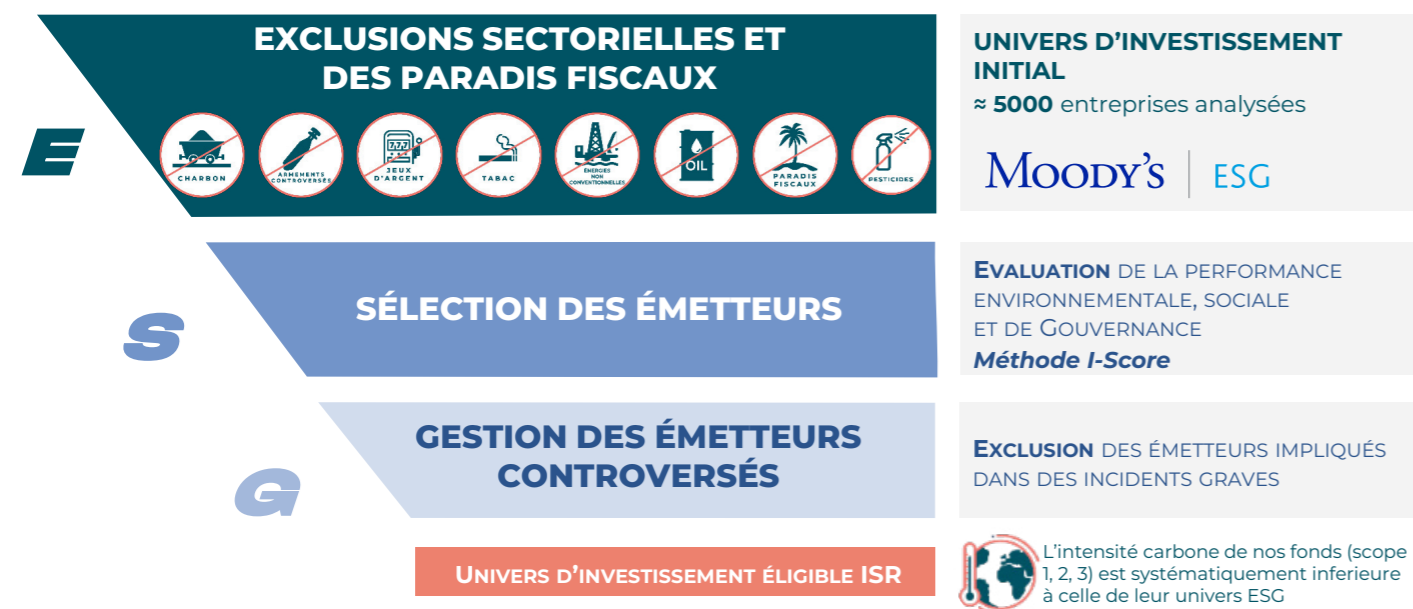 EXCLUSIONS SECTORIELLES ET
DES PARADIS FISCAUX
CHARBON
ARMEMENTS
CONTROVERSÉS
777
JEUX
D'ARGENT
TABAC
ÉNERGIES
NON
CONVENTIONNELLES
OIL
PARADIS
FISCAUX
PESTICIDES
E
UNIVERS D'INVESTISSEMENT
INITIAL
≈ 5000 entreprises analysées
MOODY'S | ESG
S
SÉLECTION DES ÉMETTEURS
EVALUATION DE LA PERFORMANCE
ENVIRONNEMENTALE, SOCIALE
ET DE GOUVERNANCE
Méthode I-Score
G
GESTION DES ÉMETTEURS
CONTROVERSÉS
EXCLUSION DES ÉMETTEURS IMPLIQUÉS
DANS DES INCIDENTS GRAVES
UNIVERS D'INVESTISSEMENT ÉLIGIBLE ISR
L'intensité carbone de nos fonds (scope
1, 2, 3) est systématiquement inferieure
à celle de leur univers ESG